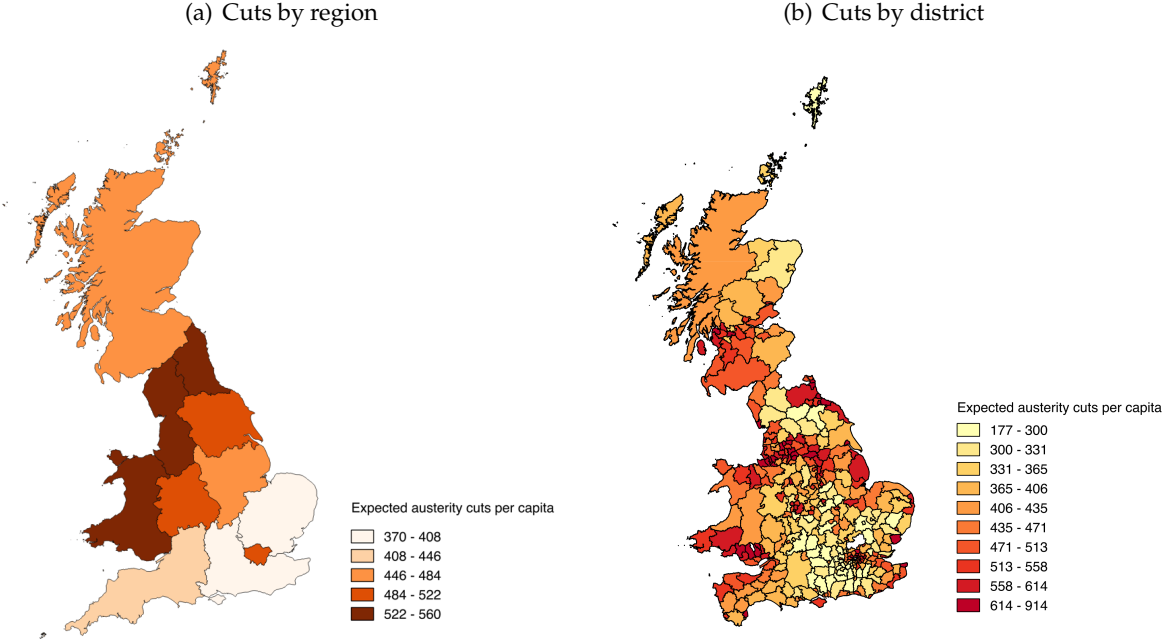 (a) Cuts by region
(b) Cuts by district
Expected austerity cuts per capita
370 - 408
408 - 446
446 - 484
484 - 522
522 - 560
Expected austerity cuts per capita
177 - 300
300 - 331
331 - 365
365 - 406
406 - 435
435 - 471
471 - 513
513 - 558
558 - 614
614 - 914